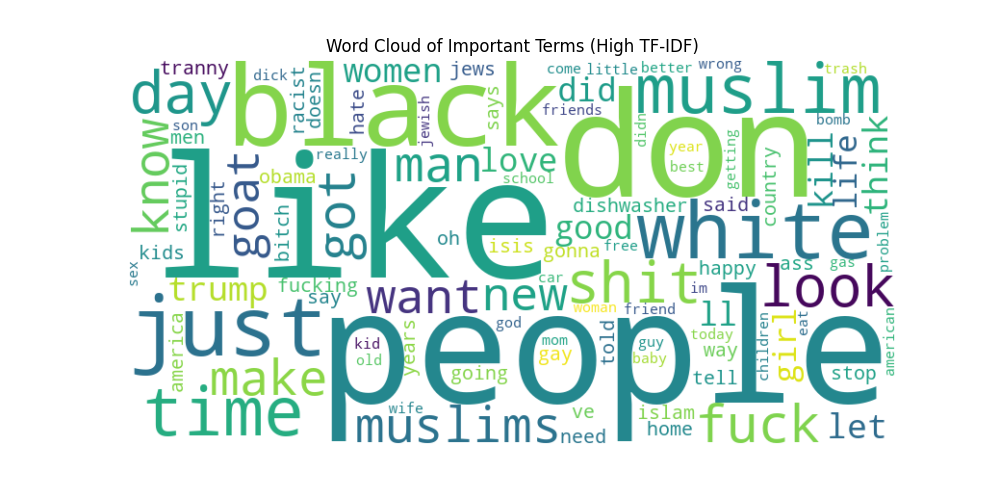 Word Cloud of Important Terms (High TF-IDF)
tranny
dick
women
jews
come
little
better
wrong
trash
day
black
racist
doesn
hate
jewish
says
did
friends
muslim
bomb
son
men
know
stupid
right
goat
obama
really
got
like
man
love
school
don
didn
year
best
getting
country
kill
life
think
dishwasher
said
good
white
problem
kids
bitch
oh
isis
gonna
free
sex
trump
fucking
say
want
new
car
shit
happy
im
ass
gas
look
just
people
god
woman
friend
ll
america
kid
old
years
going
mom
gay
told
guy
baby
today
way
tell
children
girl
eat
stop
american
make
time
wife
muslims
ve
need
islam
home
fuck
let